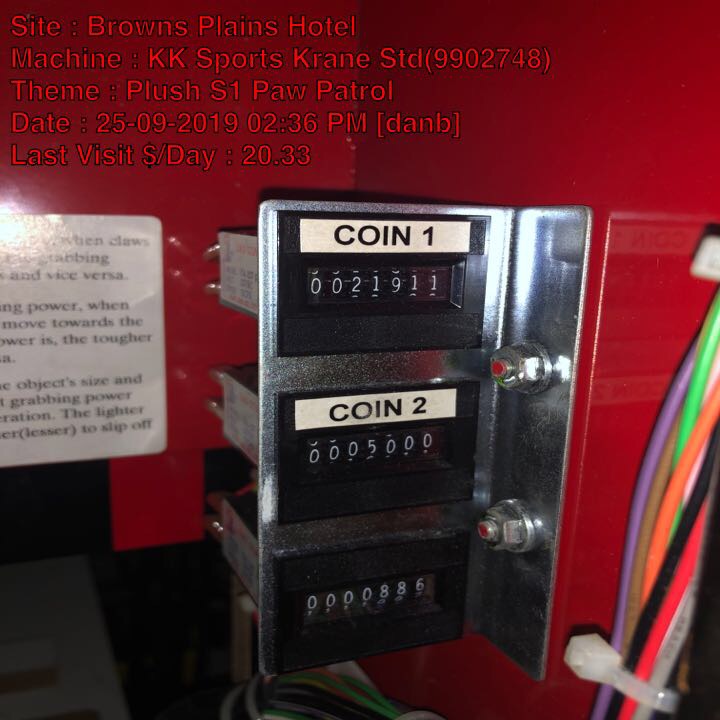 Site : Browns Plains Hotel
Machine : KK Sports Krane Std(9902748)
Theme : Plush S1 Paw Patrol
Date : 25-09-2019 02:36 PM [danb]
Last Visit $/Day : 20.33
when claws
grabbing
and vice versa.
ing power, when
move towards the
ower is, the tougher
sa.
e object's size and
t grabbing power
eration. The lighter
er(lesser) to slip off
COIN 1
0021911
COIN 2
0005000
0000886